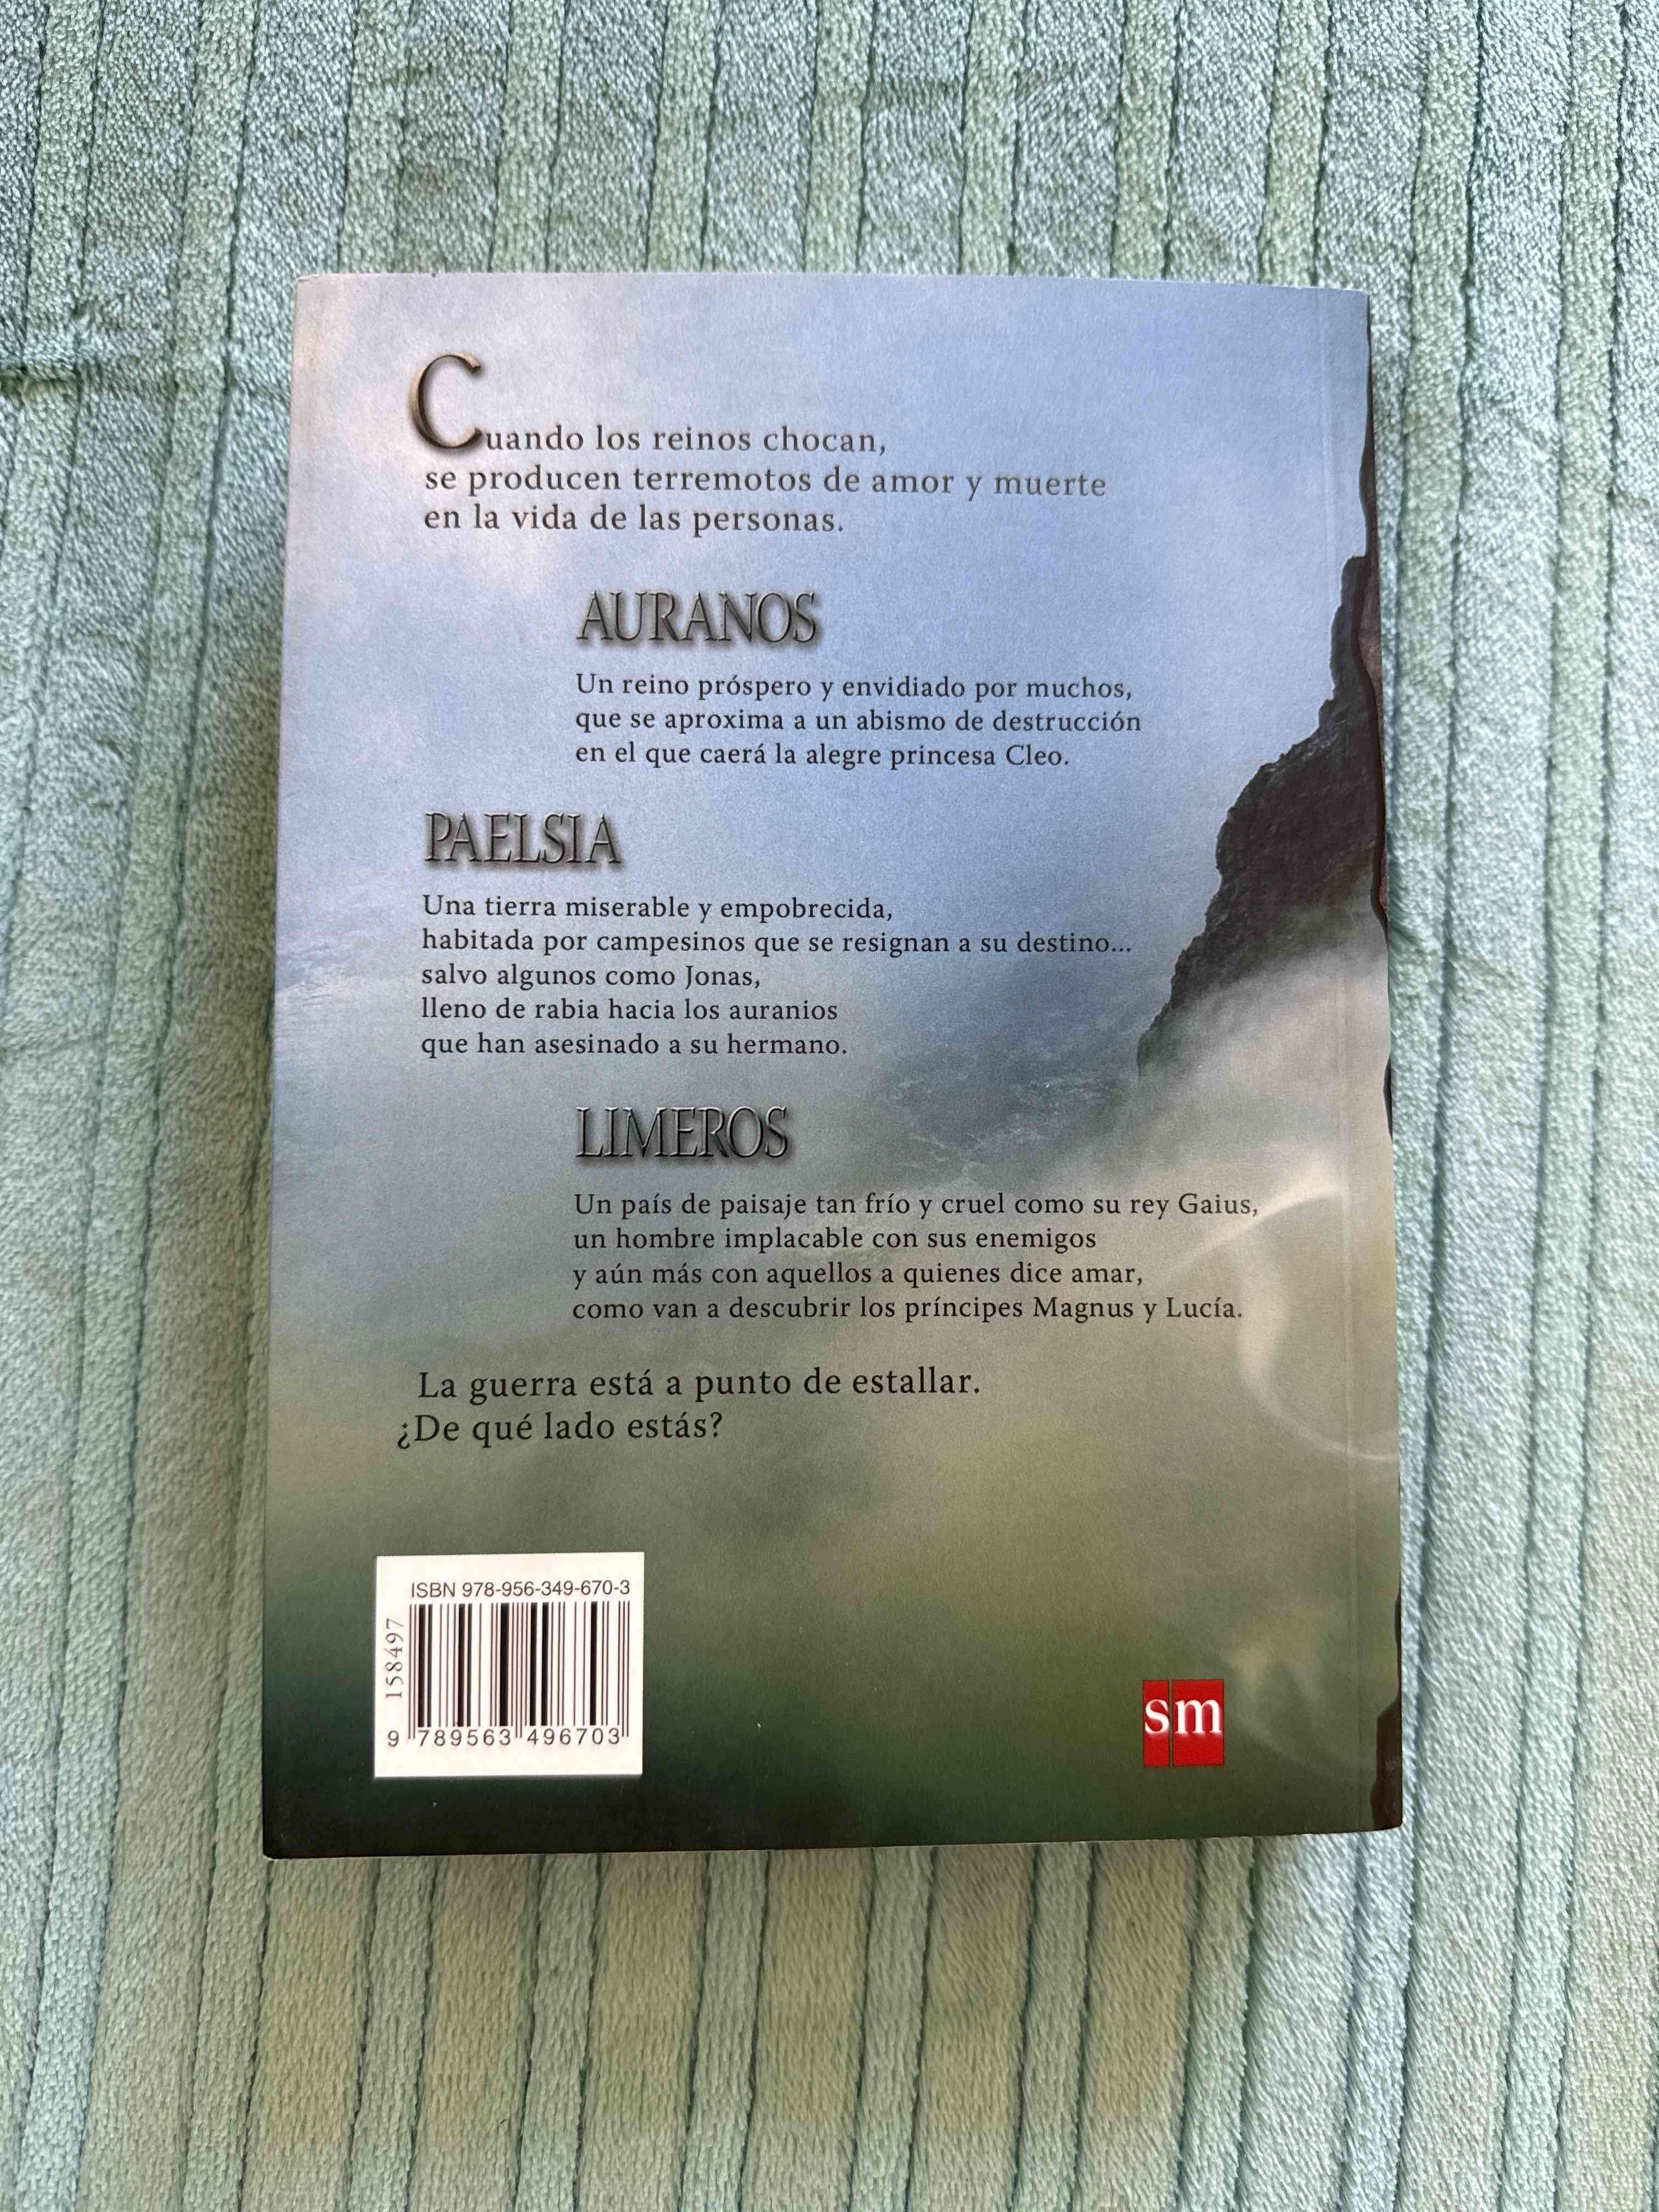 Cuando los reinos chocan,
se producen terremotos de amor y muerte
en la vida de las personas.
AURANOS
Un reino próspero y envidiado por muchos,
que se aproxima a un abismo de destrucción
en el que caerá la alegre princesa Cleo.
PAELSIA
Una tierra miserable y empobrecida,
habitada por campesinos que se resignan a su destino...
salvo algunos como Jonas,
lleno de rabia hacia los auranios
que han asesinado a su hermano.
LIMEROS
Un país de paisaje tan frío y cruel como su rey Gaius,
un hombre implacable con sus enemigos
y aún más con aquellos a quienes dice amar,
como van a descubrir los príncipes Magnus y Lucía.
La guerra está a punto de estallar.
¿De qué lado estás?
ISBN 978-956-349-670-3
158497
9 789563 496703
sm